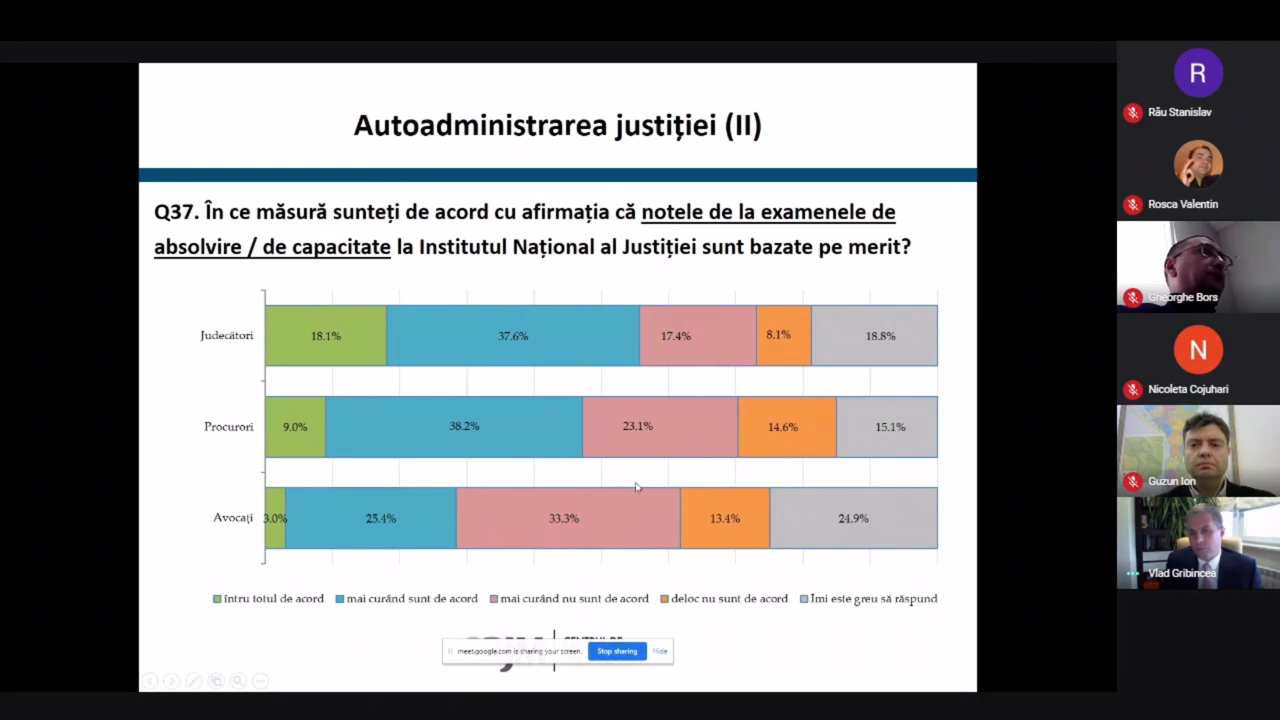 Autoadministrarea justiției (II)
Q37. În ce măsură sunteți de acord cu afirmația că notele de la examenele de
absolvire / de capacitate la Institutul Național al Justiției sunt bazate pe merit?
Judecători 18.1% 37.6% 17.4% 8.1% 18.8%
Procurori 9.0% 38.2% 23.1% 14.6% 15.1%
Avocați 3.0% 25.4% 33.3% 13.4% 24.9%
întru totul de acord mai curând sunt de acord mai curând nu sunt de acord deloc nu sunt de acord Îmi este greu să răspund
meet.google.com is sharing your screen. Stop sharing Hide
R
Rău Stanislav
Rosca Valentin
Gheorghe Bors
N
Nicoleta Cojuhari
Guzun Ion
Vlad Gribincea